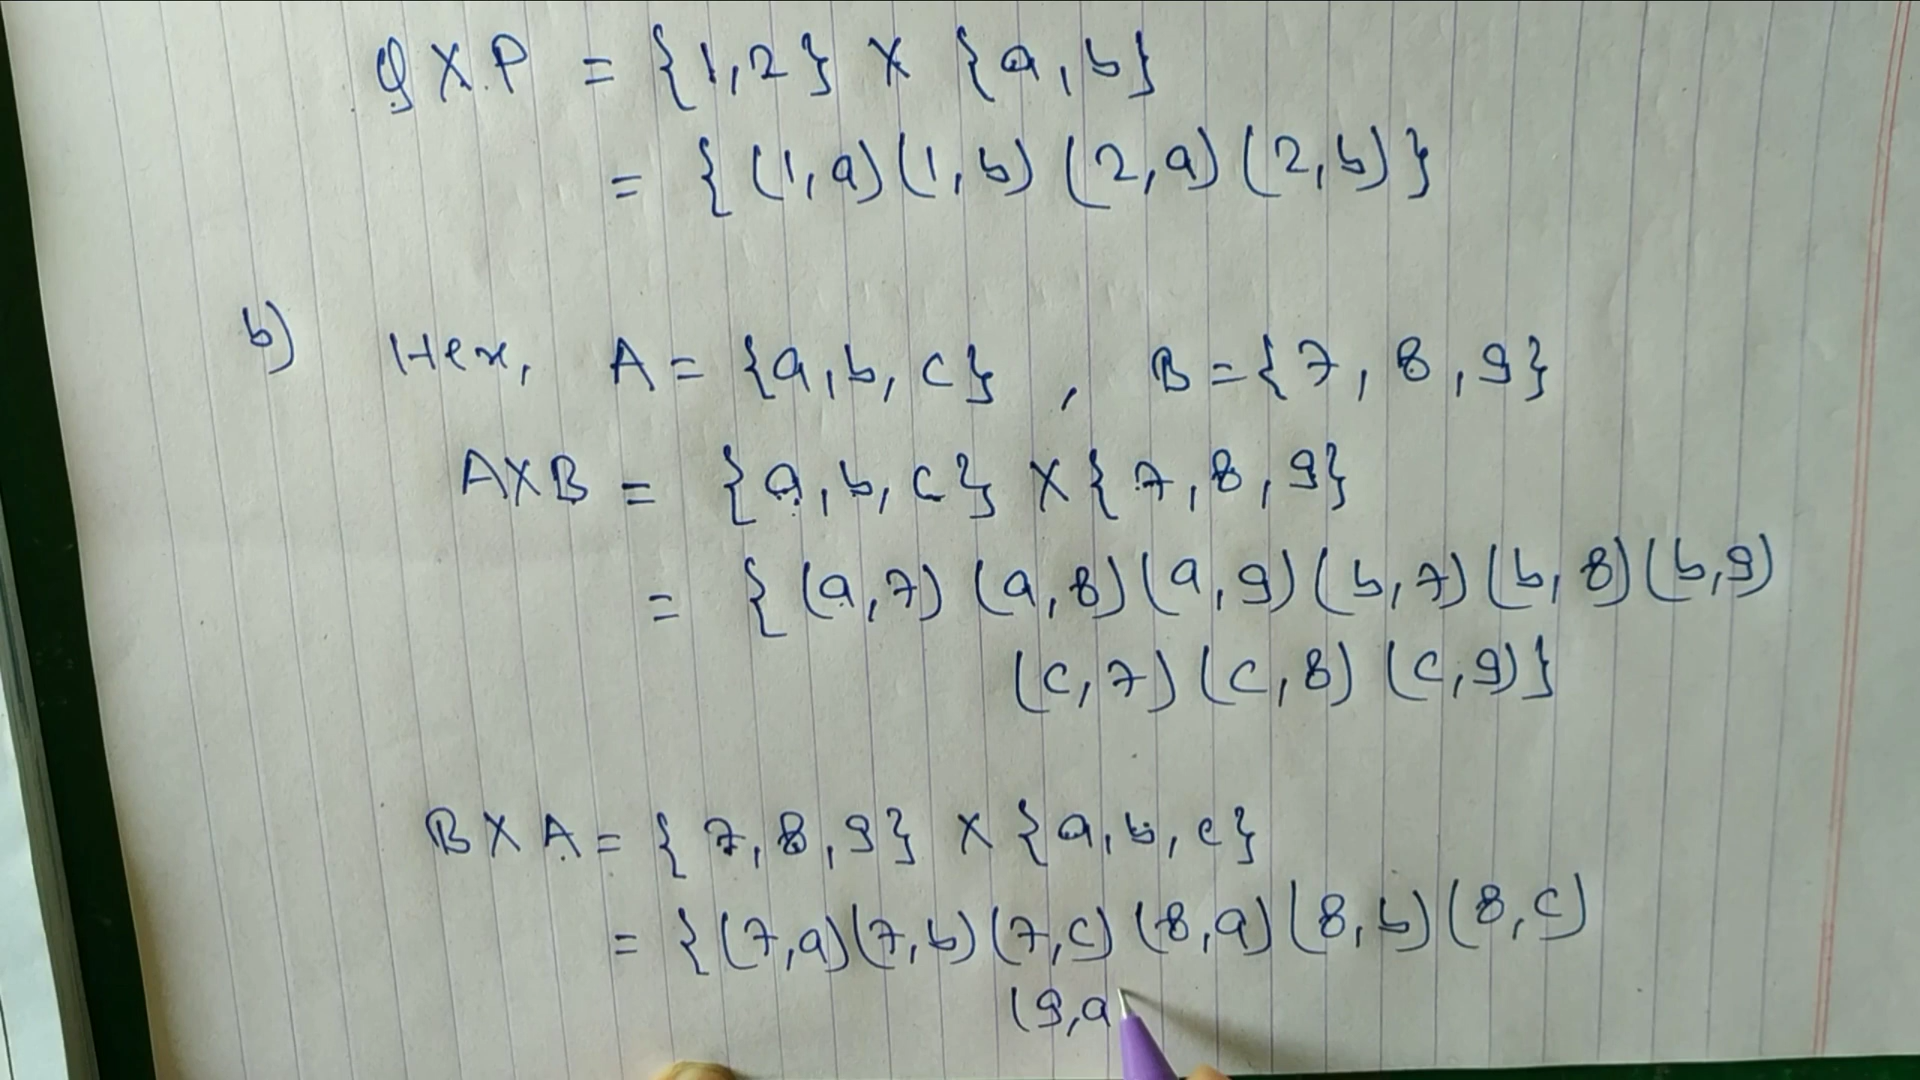 Q X P = {1,2} X {a,b}
= {(1,a)(1,b)(2,a)(2,b)}
b) Here, A = {a,b,c} , B = {7,8,9}
AXB = {a,b,c} X {7,8,9}
= {(a,7)(a,8)(a,9)(b,7)(b,8)(b,9)
(c,7)(c,8)(c,9)}
B X A = {7,8,9} X {a,b,c}
= {(7,a)(7,b)(7,c)(8,a)(8,b)(8,c)
(9,a